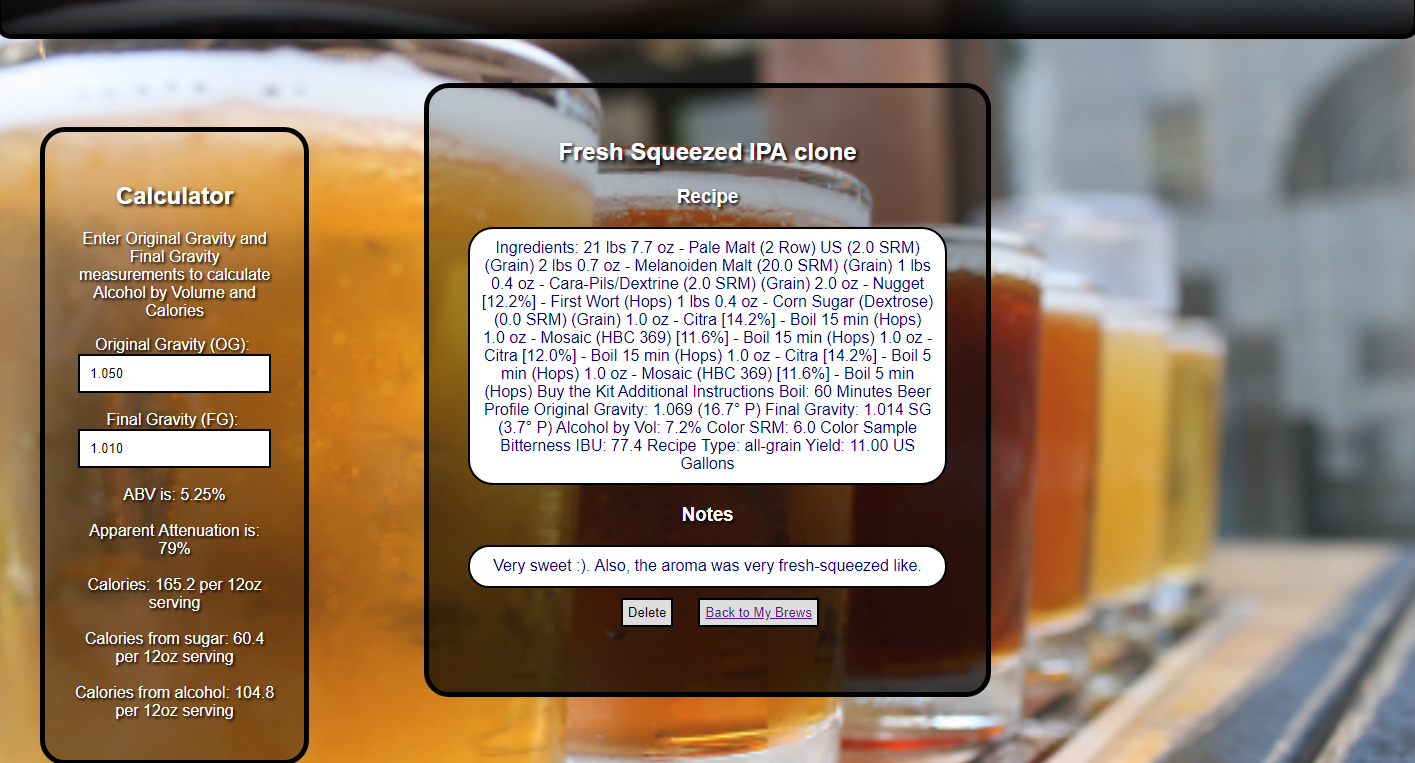 Calculator
Enter Original Gravity and
Final Gravity
measurements to calculate
Alcohol by Volume and
Calories
Original Gravity (OG):
1.050
Final Gravity (FG):
1.010
ABV is: 5.25%
Apparent Attenuation is:
79%
Calories: 165.2 per 12oz
serving
Calories from sugar: 60.4
per 12oz serving
Calories from alcohol: 104.8
per 12oz serving
Fresh Squeezed IPA clone
Recipe
Ingredients: 21 lbs 7.7 oz - Pale Malt (2 Row) US (2.0 SRM)
(Grain) 2 lbs 0.7 oz - Melanoiden Malt (20.0 SRM) (Grain) 1 lbs
0.4 oz - Cara-Pils/Dextrine (2.0 SRM) (Grain) 2.0 oz - Nugget
[12.2%] - First Wort (Hops) 1 lbs 0.4 oz - Corn Sugar (Dextrose)
(0.0 SRM) (Grain) 1.0 oz - Citra [14.2%] - Boil 15 min (Hops)
1.0 oz - Mosaic (HBC 369) [11.6%] - Boil 15 min (Hops) 1.0 oz -
Citra [12.0%] - Boil 15 min (Hops) 1.0 oz - Citra [14.2%] - Boil 5
min (Hops) 1.0 oz - Mosaic (HBC 369) [11.6%] - Boil 5 min
(Hops) Buy the Kit Additional Instructions Boil: 60 Minutes Beer
Profile Original Gravity: 1.069 (16.7° P) Final Gravity: 1.014 SG
(3.7° P) Alcohol by Vol: 7.2% Color SRM: 6.0 Color Sample
Bitterness IBU: 77.4 Recipe Type: all-grain Yield: 11.00 US
Gallons
Notes
Very sweet :). Also, the aroma was very fresh-squeezed like.
Delete
Back to My Brews